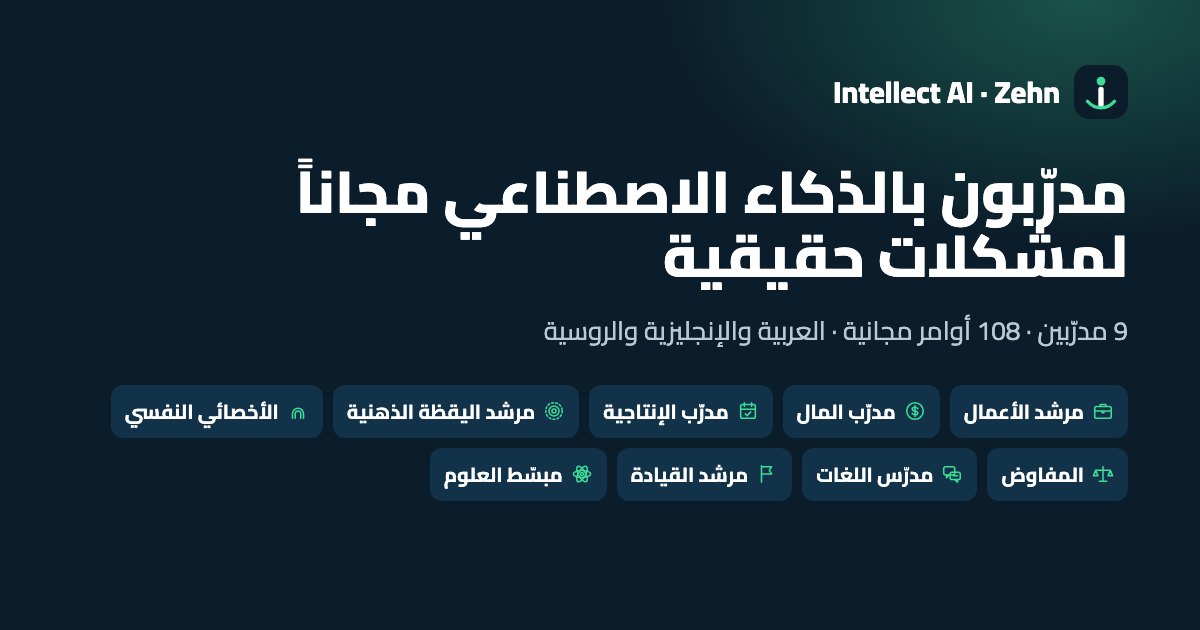 Intellect AI · Zehn
مدرّبون بالذكاء الاصطناعي مجاناً
لمشكلات حقيقية
9 مدرّبين · 108 أوامر مجانية · العربية والإنجليزية والروسية
مرشد الأعمال
مدرّب المال
مدرّب الإنتاجية
مرشد اليقظة الذهنية
الأخصائي النفسي
المفاوض
مدرّس اللغات
مرشد القيادة
مبسّط العلوم